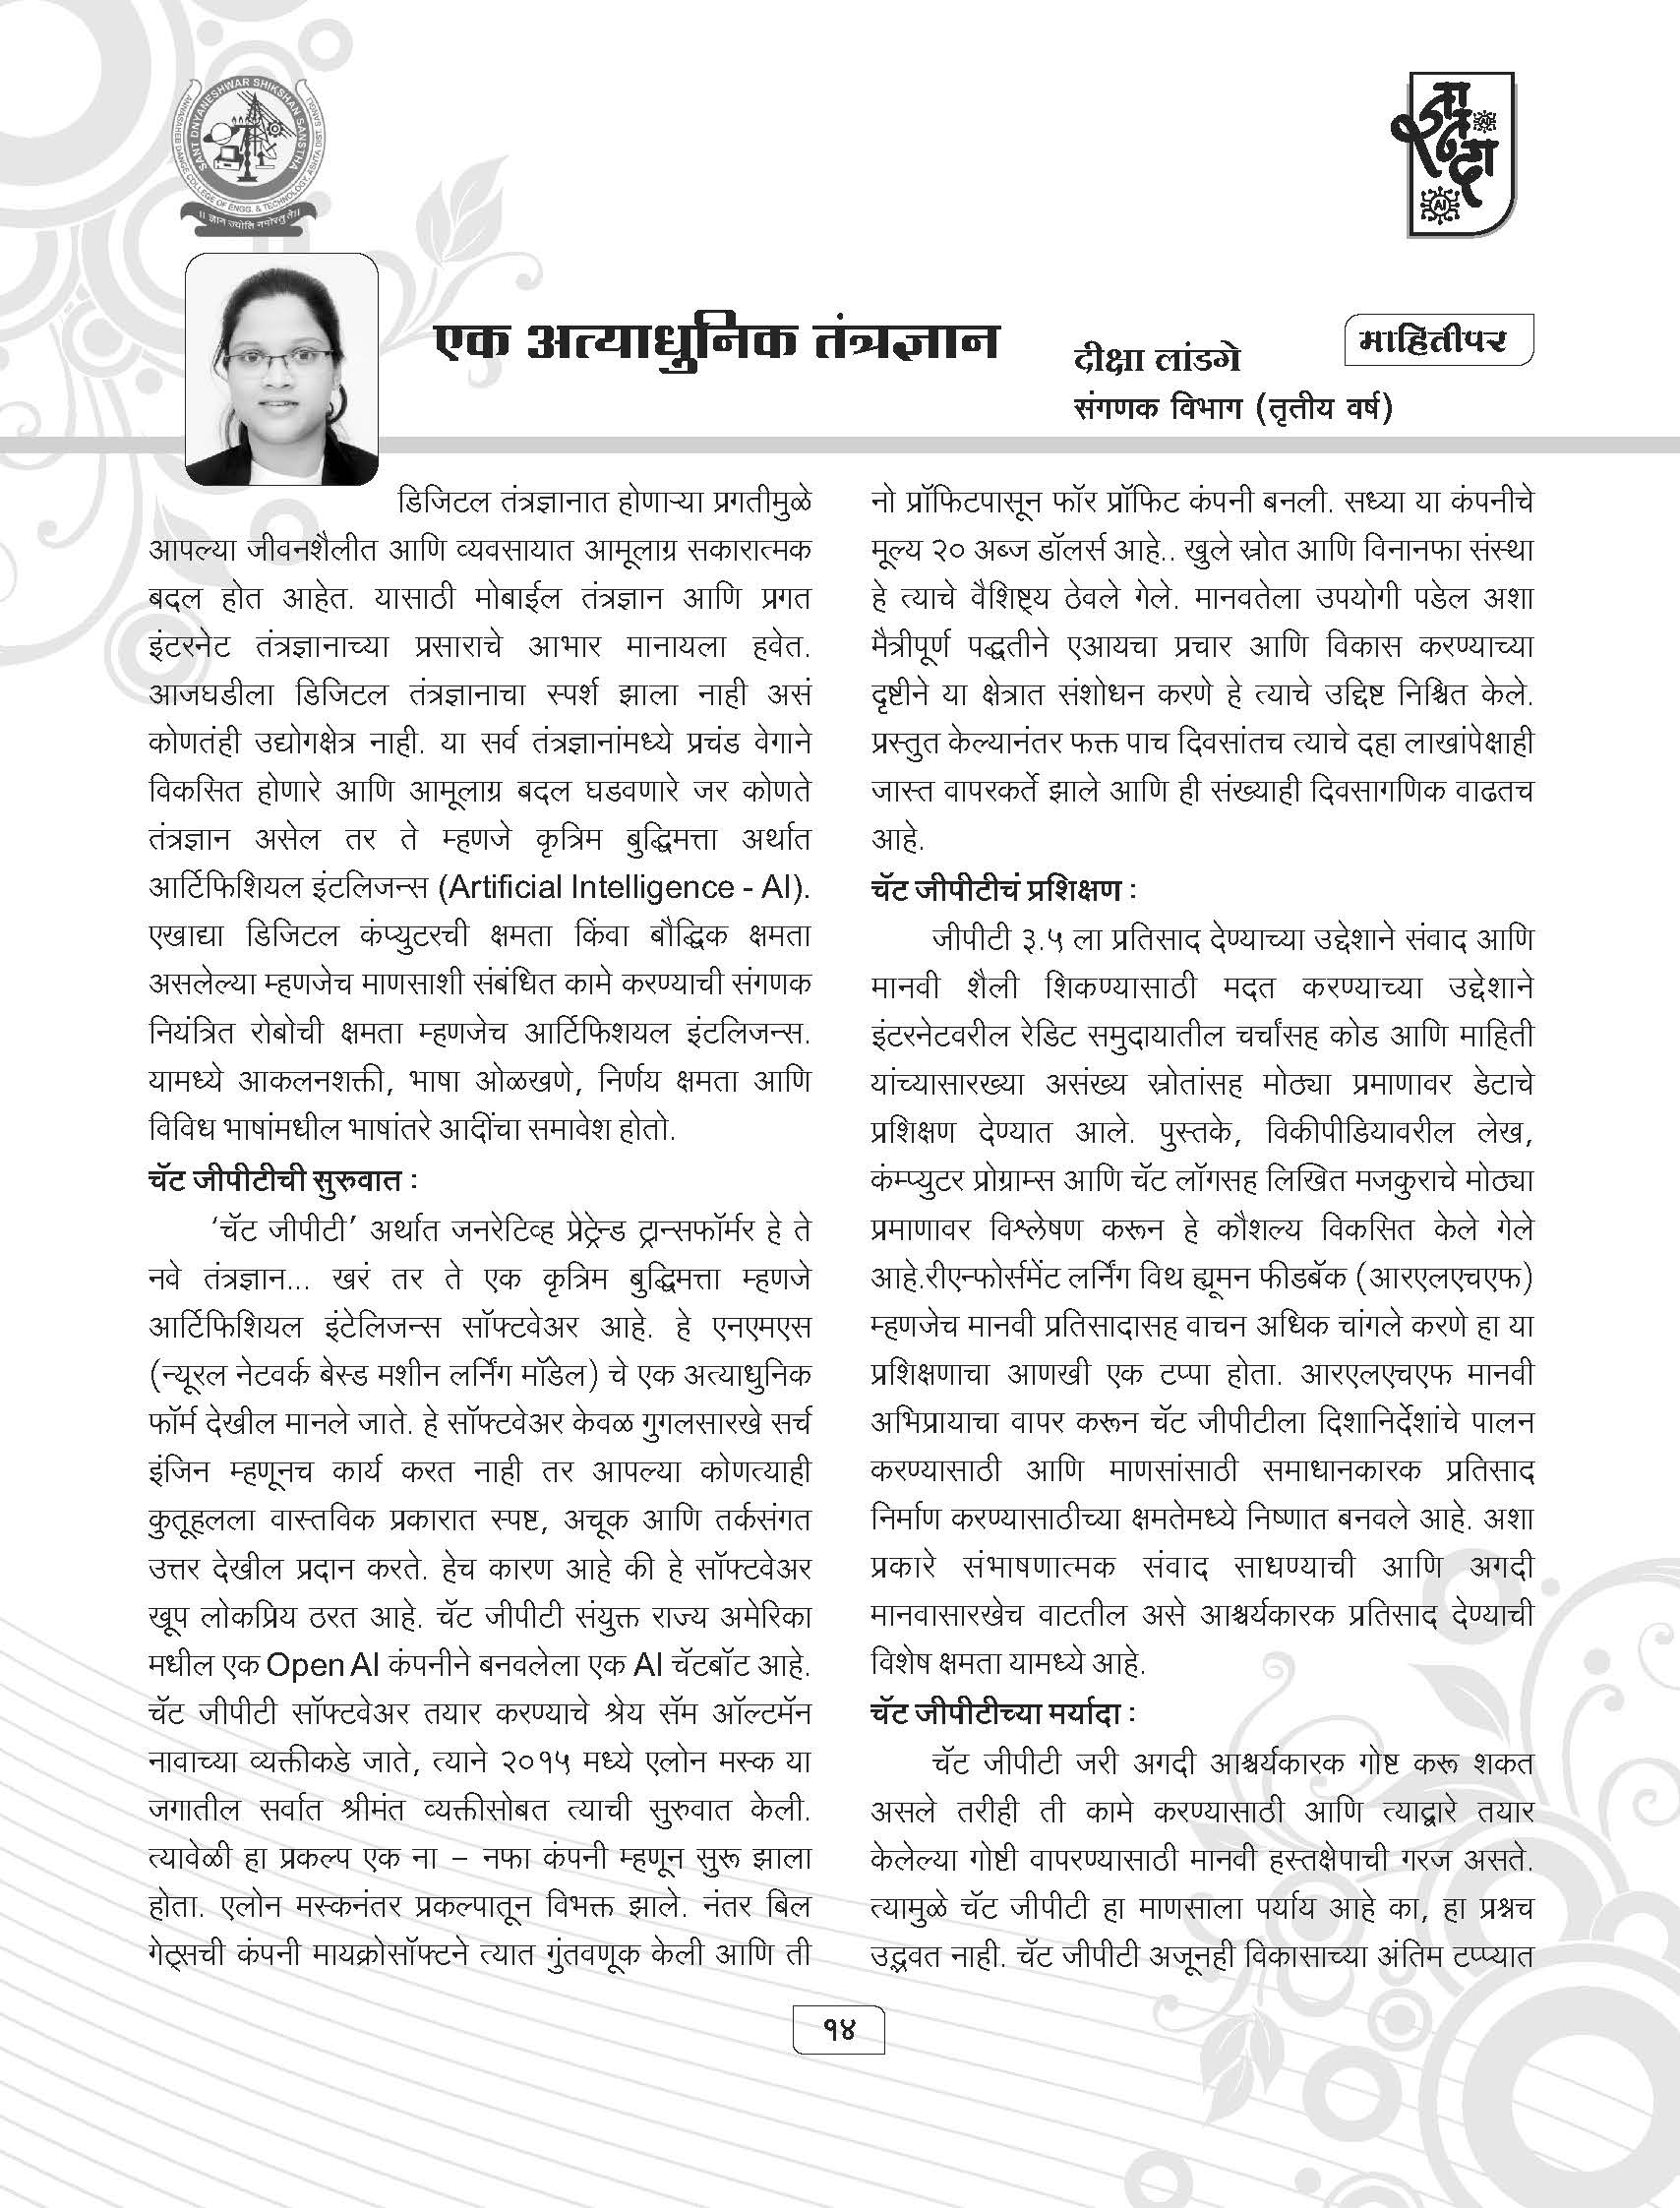 SANT DNYANESHWAR SHIKSHAN SANSTHA
ANNASAHEB DANGE COLLEGE OF ENGG. & TECHNOLOGY, ASHTA DIST. SANGLI
AI
AI
एक अत्याधुनिक तंत्रज्ञान
दीक्षा लांडगे
संगणक विभाग (तृतीय वर्ष)
माहितीपर
डिजिटल तंत्रज्ञानात होणाऱ्या प्रगतीमुळे
आपल्या जीवनशैलीत आणि व्यवसायात आमूलाग्र सकारात्मक
बदल होत आहेत. यासाठी मोबाईल तंत्रज्ञान आणि प्रगत
इंटरनेट तंत्रज्ञानाच्या प्रसाराचे आभार मानायला हवेत.
आजघडीला डिजिटल तंत्रज्ञानाचा स्पर्श झाला नाही असं
कोणतंही उद्योगक्षेत्र नाही. या सर्व तंत्रज्ञानांमध्ये प्रचंड वेगाने
विकसित होणारे आणि आमूलाग्र बदल घडवणारे जर कोणते
तंत्रज्ञान असेल तर ते म्हणजे कृत्रिम बुद्धिमत्ता अर्थात
आर्टिफिशियल इंटलिजन्स (Artificial Intelligence - AI).
एखाद्या डिजिटल कंप्युटरची क्षमता किंवा बौद्धिक क्षमता
असलेल्या म्हणजेच माणसाशी संबंधित कामे करण्याची संगणक
नियंत्रित रोबोची क्षमता म्हणजेच आर्टिफिशयल इंटलिजन्स.
यामध्ये आकलनशक्ती, भाषा ओळखणे, निर्णय क्षमता आणि
विविध भाषांमधील भाषांतरे आदींचा समावेश होतो.
चॅट जीपीटीची सुरुवात :
‘चॅट जीपीटी’ अर्थात जनरेटिव्ह प्रेट्रेन्ड ट्रान्सफॉर्मर हे ते
नवे तंत्रज्ञान... खरं तर ते एक कृत्रिम बुद्धिमत्ता म्हणजे
आर्टिफिशियल इंटेलिजन्स सॉफ्टवेअर आहे. हे एनएमएस
(न्यूरल नेटवर्क बेस्ड मशीन लर्निंग मॉडेल) चे एक अत्याधुनिक
फॉर्म देखील मानले जाते. हे सॉफ्टवेअर केवळ गुगलसारखे सर्च
इंजिन म्हणूनच कार्य करत नाही तर आपल्या कोणत्याही
कुतूहलला वास्तविक प्रकारात स्पष्ट, अचूक आणि तर्कसंगत
उत्तर देखील प्रदान करते. हेच कारण आहे की हे सॉफ्टवेअर
खूप लोकप्रिय ठरत आहे. चॅट जीपीटी संयुक्त राज्य अमेरिका
मधील एक Open AI कंपनीने बनवलेला एक AI चॅटबॉट आहे.
चॅट जीपीटी सॉफ्टवेअर तयार करण्याचे श्रेय सॅम ऑल्टमॅन
नावाच्या व्यक्तीकडे जाते, त्याने २०१५ मध्ये एलोन मस्क या
जगातील सर्वात श्रीमंत व्यक्तीसोबत त्याची सुरुवात केली.
त्यावेळी हा प्रकल्प एक ना – नफा कंपनी म्हणून सुरू झाला
होता. एलोन मस्कनंतर प्रकल्पातून विभक्त झाले. नंतर बिल
गेट्सची कंपनी मायक्रोसॉफ्टने त्यात गुंतवणूक केली आणि ती
नो प्रॉफिटपासून फॉर प्रॉफिट कंपनी बनली. सध्या या कंपनीचे
मूल्य २० अब्ज डॉलर्स आहे.. खुले स्रोत आणि विनानफा संस्था
हे त्याचे वैशिष्ट्य ठेवले गेले. मानवतेला उपयोगी पडेल अशा
मैत्रीपूर्ण पद्धतीने एआयचा प्रचार आणि विकास करण्याच्या
दृष्टीने या क्षेत्रात संशोधन करणे हे त्याचे उद्दिष्ट निश्चित केले.
प्रस्तुत केल्यानंतर फक्त पाच दिवसांतच त्याचे दहा लाखांपेक्षाही
जास्त वापरकर्ते झाले आणि ही संख्याही दिवसागणिक वाढतच
आहे.
चॅट जीपीटीचं प्रशिक्षण :
जीपीटी ३.५ ला प्रतिसाद देण्याच्या उद्देशाने संवाद आणि
मानवी शैली शिकण्यासाठी मदत करण्याच्या उद्देशाने
इंटरनेटवरील रेडिट समुदायातील चर्चांसह कोड आणि माहिती
यांच्यासारख्या असंख्य स्रोतांसह मोठ्या प्रमाणावर डेटाचे
प्रशिक्षण देण्यात आले. पुस्तके, विकीपीडियावरील लेख,
कंम्प्युटर प्रोग्राम्स आणि चॅट लॉगसह लिखित मजकुराचे मोठ्या
प्रमाणावर विश्लेषण करून हे कौशल्य विकसित केले गेले
आहे.रीएन्फोर्समेंट लर्निंग विथ ह्यूमन फीडबॅक (आरएलएचएफ)
म्हणजेच मानवी प्रतिसादासह वाचन अधिक चांगले करणे हा या
प्रशिक्षणाचा आणखी एक टप्पा होता. आरएलएचएफ मानवी
अभिप्रायाचा वापर करून चॅट जीपीटीला दिशानिर्देशांचे पालन
करण्यासाठी आणि माणसांसाठी समाधानकारक प्रतिसाद
निर्माण करण्यासाठीच्या क्षमतेमध्ये निष्णात बनवले आहे. अशा
प्रकारे संभाषणात्मक संवाद साधण्याची आणि अगदी
मानवासारखेच वाटतील असे आश्चर्यकारक प्रतिसाद देण्याची
विशेष क्षमता यामध्ये आहे.
चॅट जीपीटीच्या मर्यादा :
चॅट जीपीटी जरी अगदी आश्चर्यकारक गोष्ट करू शकत
असले तरीही ती कामे करण्यासाठी आणि त्याद्वारे तयार
केलेल्या गोष्टी वापरण्यासाठी मानवी हस्तक्षेपाची गरज असते.
त्यामुळे चॅट जीपीटी हा माणसाला पर्याय आहे का, हा प्रश्नच
उद्भवत नाही. चॅट जीपीटी अजूनही विकासाच्या अंतिम टप्प्यात
१४